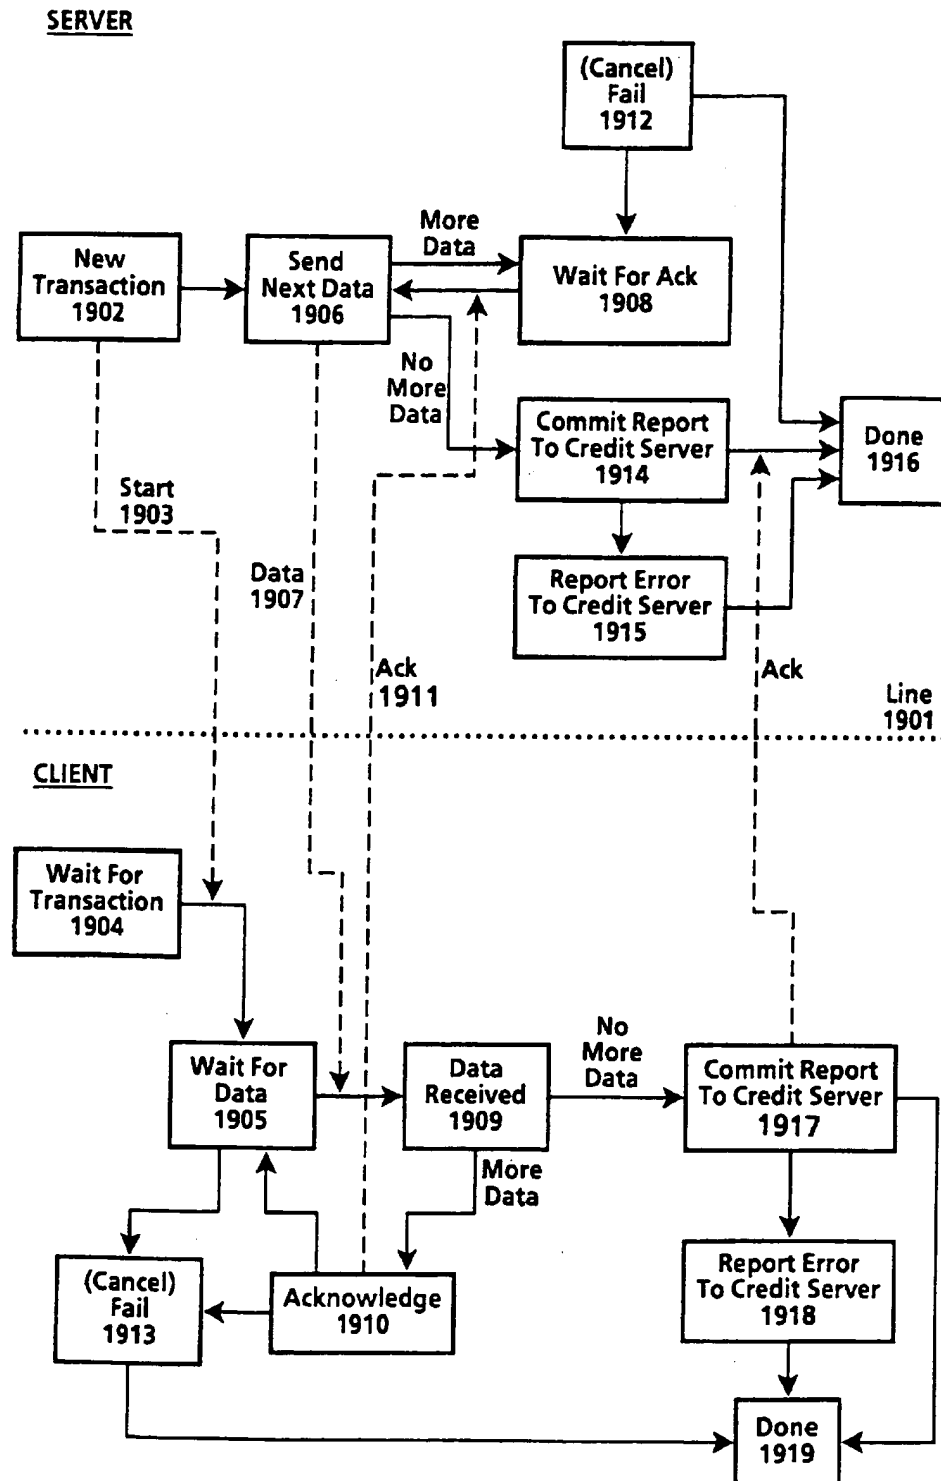 SERVER
(Cancel)
Fail
1912
New
Transaction
1902
Send
Next Data
1906
More
Data
Wait For Ack
1908
No
More
Data
Commit Report
To Credit Server
1914
Done
1916
Start
1903
Data
1907
Report Error
To Credit Server
1915
Ack
1911
Ack
Line
1901
CLIENT
Wait For
Transaction
1904
Wait For
Data
1905
Data
Received
1909
No
More
Data
Commit Report
To Credit Server
1917
More
Data
(Cancel)
Fail
1913
Acknowledge
1910
Report Error
To Credit Server
1918
Done
1919